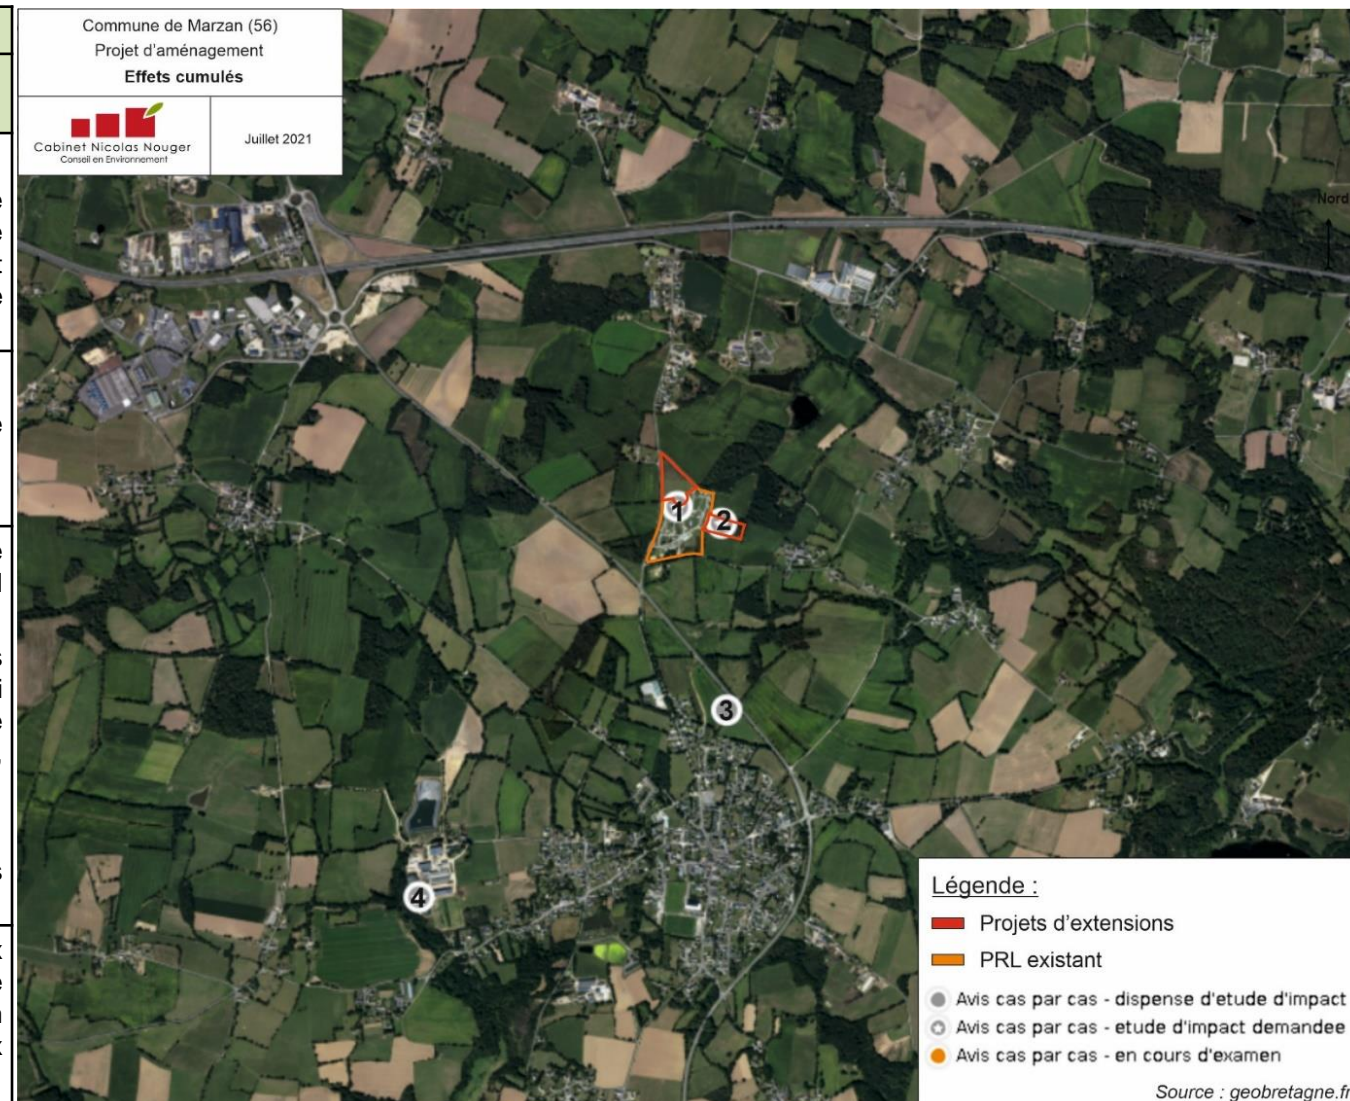 Commune de Marzan (56)
Projet d'aménagement
Effets cumulés
Cabinet Nicolas Nouger
Conseil en Environnement
Juillet 2021
Nord
1
2
3
4
Légende :
Projets d'extensions
PRL existant
Avis cas par cas - dispense d'etude d'impact
Avis cas par cas - etude d'impact demandee
Avis cas par cas - en cours d'examen
Source : geobretagne.fr